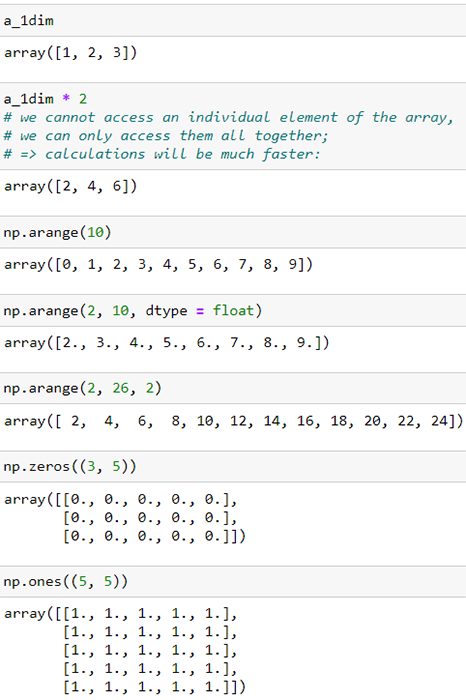 a_1dim
array([1, 2, 3])
a_1dim * 2
# we cannot access an individual element of the array,
# we can only access them all together;
# => calculations will be much faster:
array([2, 4, 6])
np.arange(10)
array([0, 1, 2, 3, 4, 5, 6, 7, 8, 9])
np.arange(2, 10, dtype = float)
array([2., 3., 4., 5., 6., 7., 8., 9.])
np.arange(2, 26, 2)
array([ 2,  4,  6,  8, 10, 12, 14, 16, 18, 20, 22, 24])
np.zeros((3, 5))
array([[0., 0., 0., 0., 0.],
       [0., 0., 0., 0., 0.],
       [0., 0., 0., 0., 0.]])
np.ones((5, 5))
array([[1., 1., 1., 1., 1.],
       [1., 1., 1., 1., 1.],
       [1., 1., 1., 1., 1.],
       [1., 1., 1., 1., 1.],
       [1., 1., 1., 1., 1.]])